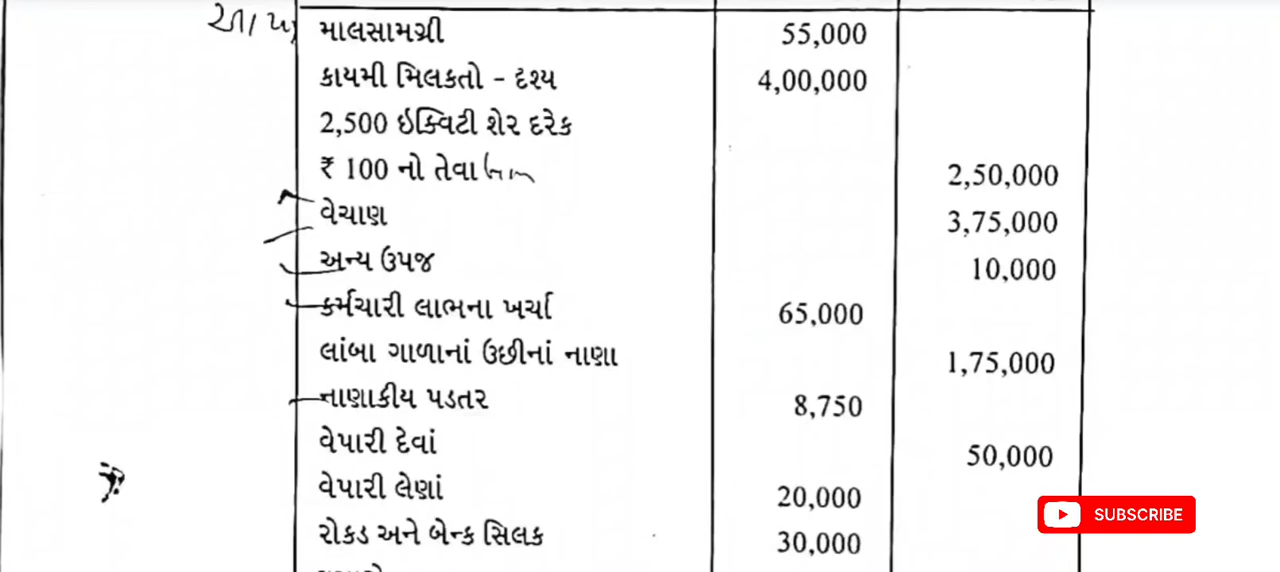 આ/ખ માલસામગ્રી 55,000
કાયમી મિલકતો - દૃશ્ય 4,00,000
2,500 ઇક્વિટી શેર દરેક
₹ 100 નો તેવા 2,50,000
વેચાણ 3,75,000
અન્ય ઉપજ 10,000
કર્મચારી લાભના ખર્ચા 65,000
લાંબા ગાળાનાં ઉછીનાં નાણા 1,75,000
નાણાકીય પડતર 8,750
વેપારી દેવાં 50,000
વેપારી લેણાં 20,000
SUBSCRIBE
રોકડ અને બેન્ક સિલક 30,000